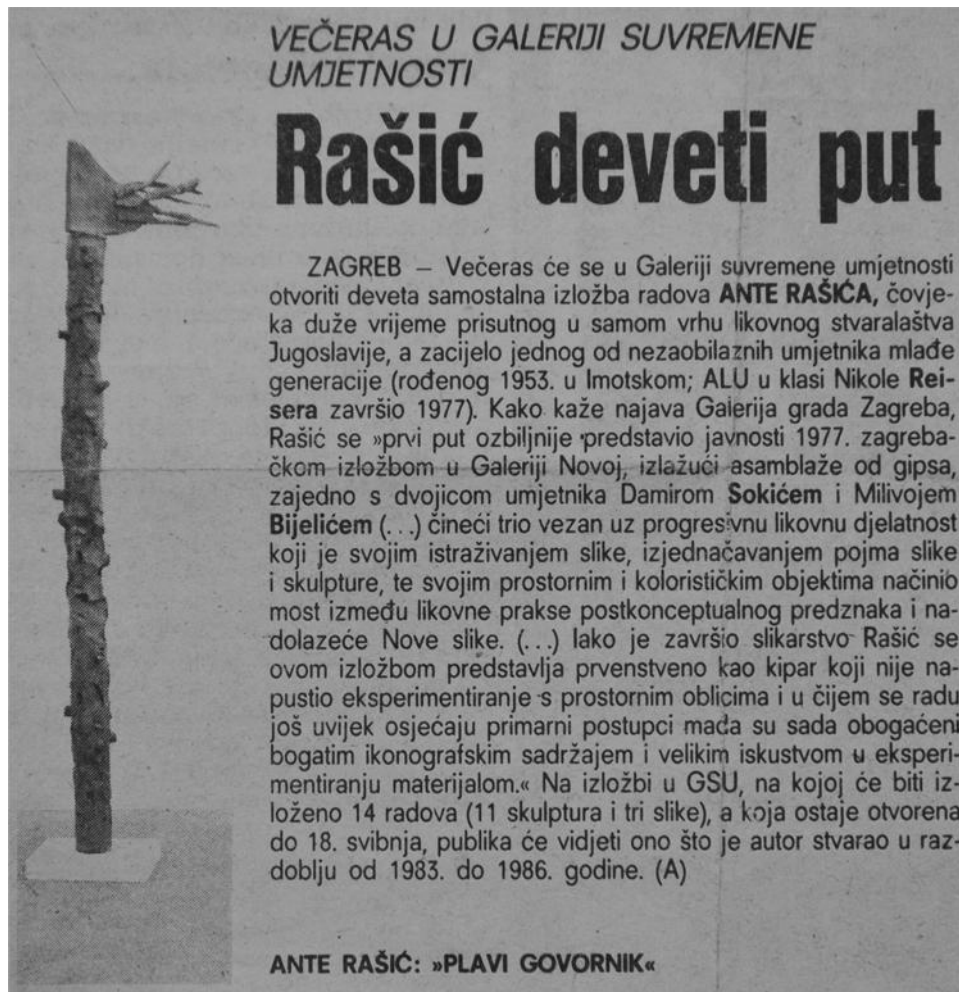 VEČERAS U GALERIJI SUVREMENE
UMJETNOSTI
Rašić deveti put
ZAGREB – Večeras će se u Galeriji suvremene umjetnosti
otvoriti deveta samostalna izložba radova ANTE RAŠIĆA, čovje-
ka duže vrijeme prisutnog u samom vrhu likovnog stvaralaštva
Jugoslavije, a zacijelo jednog od nezaobilaznih umjetnika mlađe
generacije (rođenog 1953. u Imotskom; ALU u klasi Nikole Rei-
sera završio 1977). Kako kaže najava Galerija grada Zagreba,
Rašić se »prvi put ozbiljnije predstavio javnosti 1977. zagreba-
čkom izložbom u Galeriji Novoj, izlažući asamblaže od gipsa,
zajedno s dvojicom umjetnika Damirom Sokićem i Milivojem
Bijelićem (...) čineći trio vezan uz progresivnu likovnu djelatnost
koji je svojim istraživanjem slike, izjednačavanjem pojma slike
i skulpture, te svojim prostornim i kolorističkim objektima načinio
most između likovne prakse postkonceptualnog predznaka i na-
dolazeće Nove slike. (...) Iako je završio slikarstvo Rašić se
ovom izložbom predstavlja prvenstveno kao kipar koji nije na-
pustio eksperimentiranje s prostornim oblicima i u čijem se radu
još uvijek osjećaju primarni postupci mada su sada obogaćeni
bogatim ikonografskim sadržajem i velikim iskustvom u eksperi-
mentiranju materijalom.« Na izložbi u GSU, na kojoj će biti iz-
loženo 14 radova (11 skulptura i tri slike), a koja ostaje otvorena
do 18. svibnja, publika će vidjeti ono što je autor stvarao u raz-
doblju od 1983. do 1986. godine. (A)
ANTE RAŠIĆ: »PLAVI GOVORNIK«